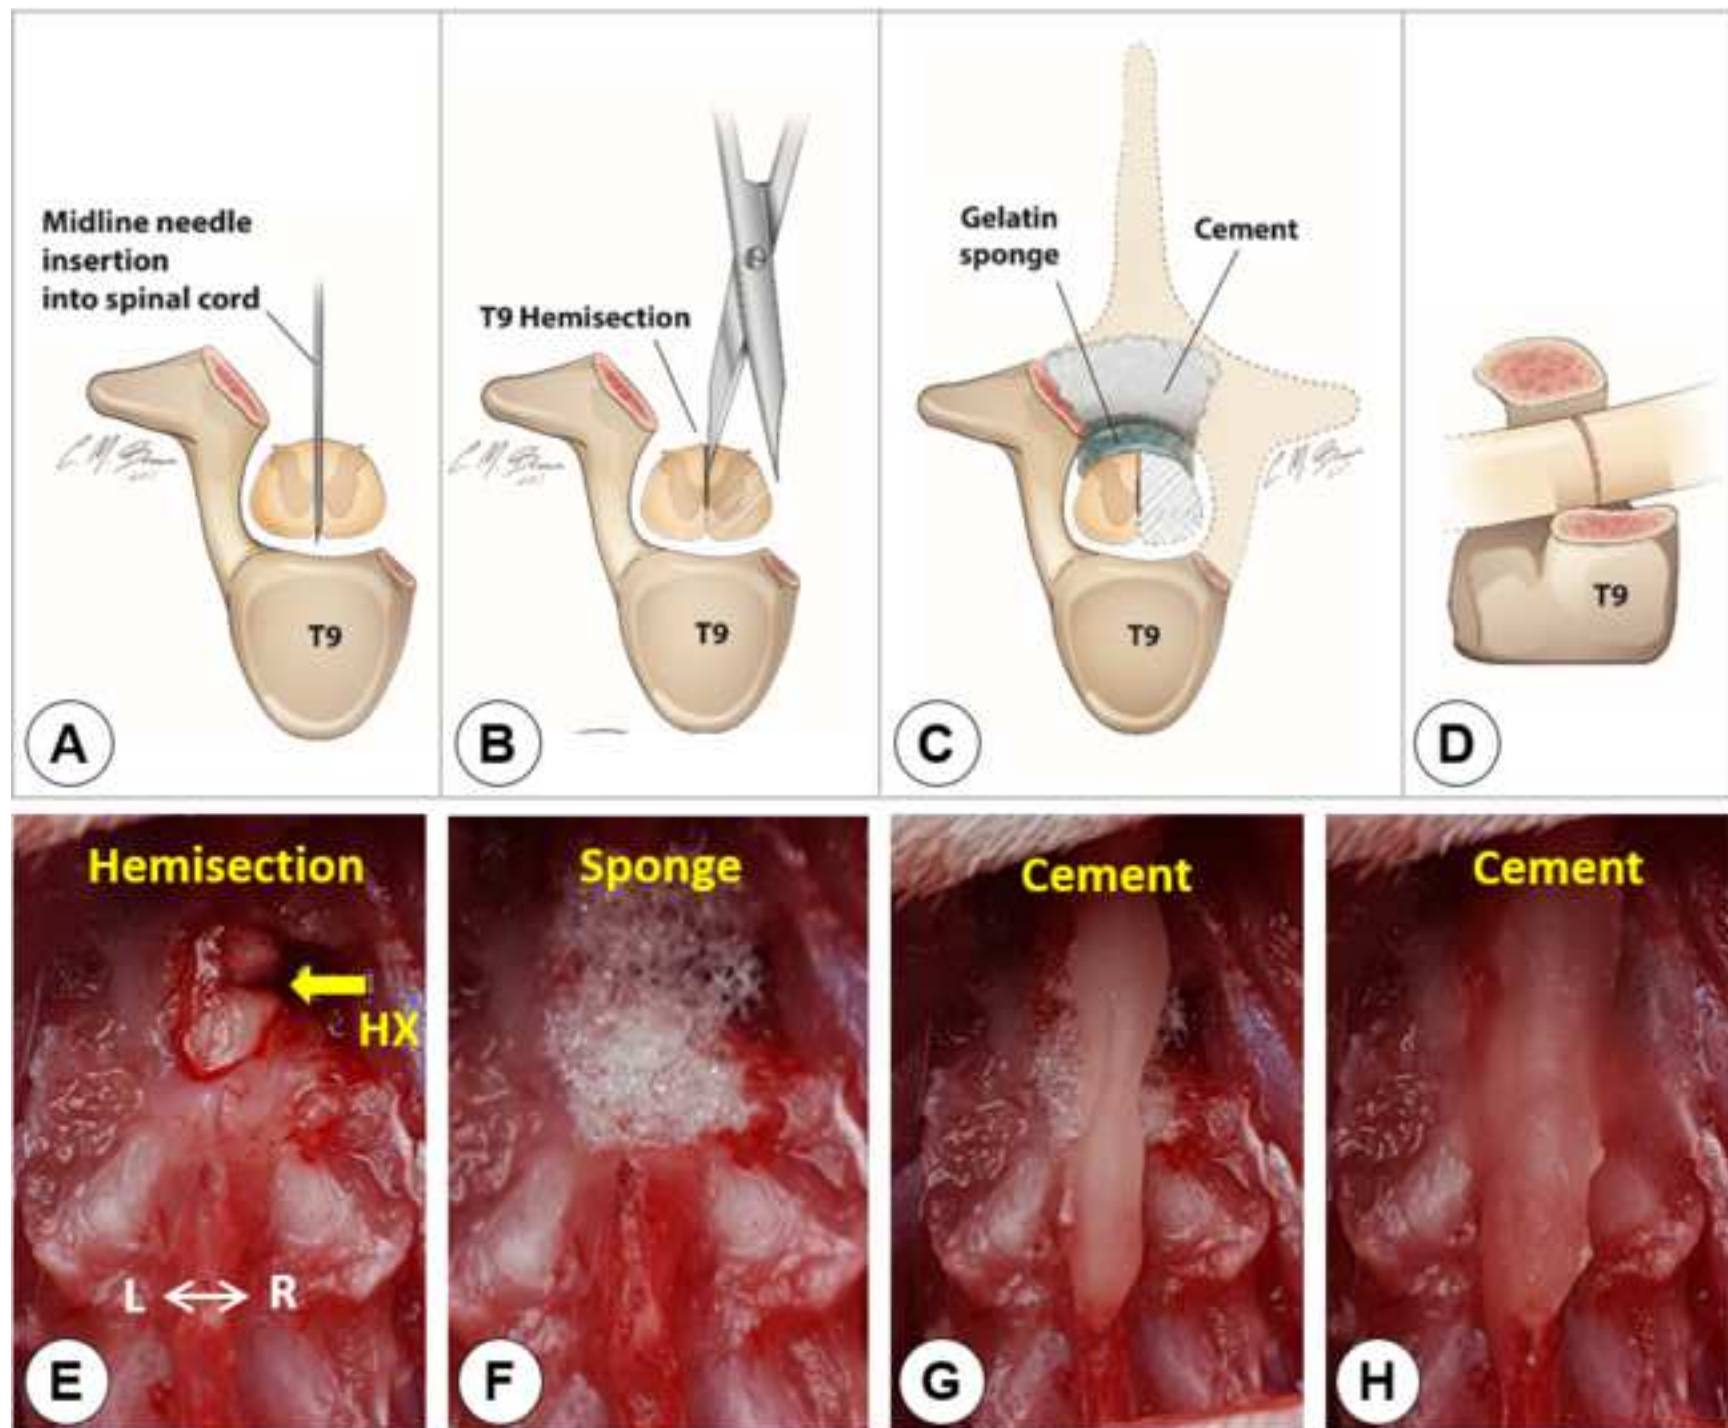 Midline needle
insertion
into spinal cord
T9
A
T9 Hemisection
T9
B
Gelatin
sponge
Cement
T9
C
T9
D
Hemisection
HX
L R
E
Sponge
F
Cement
G
Cement
H